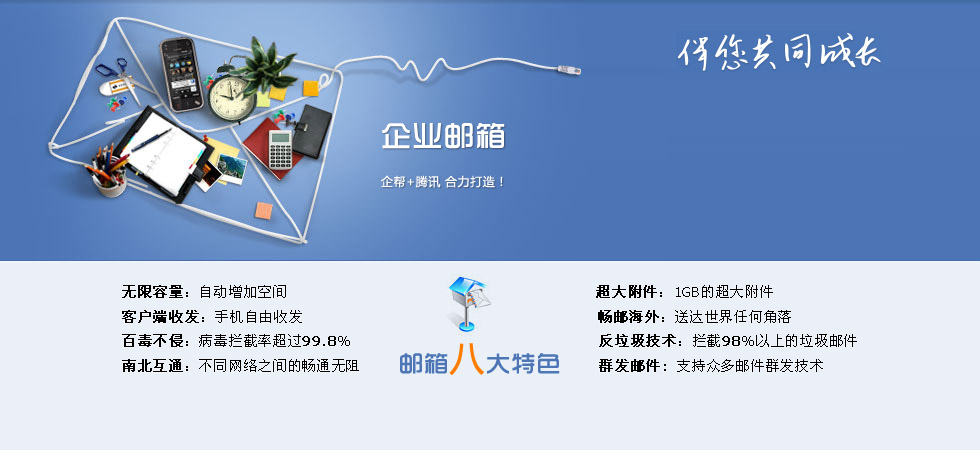 伴您共同成长
企业邮箱
企帮+腾讯 合力打造！
无限容量：自动增加空间
客户端收发：手机自由收发
百毒不侵：病毒拦截率超过99.8%
南北互通：不同网络之间的畅通无阻
邮箱八大特色
超大附件：1GB的超大附件
畅邮海外：送达世界任何角落
反垃圾技术：拦截98%以上的垃圾邮件
群发邮件：支持众多邮件群发技术